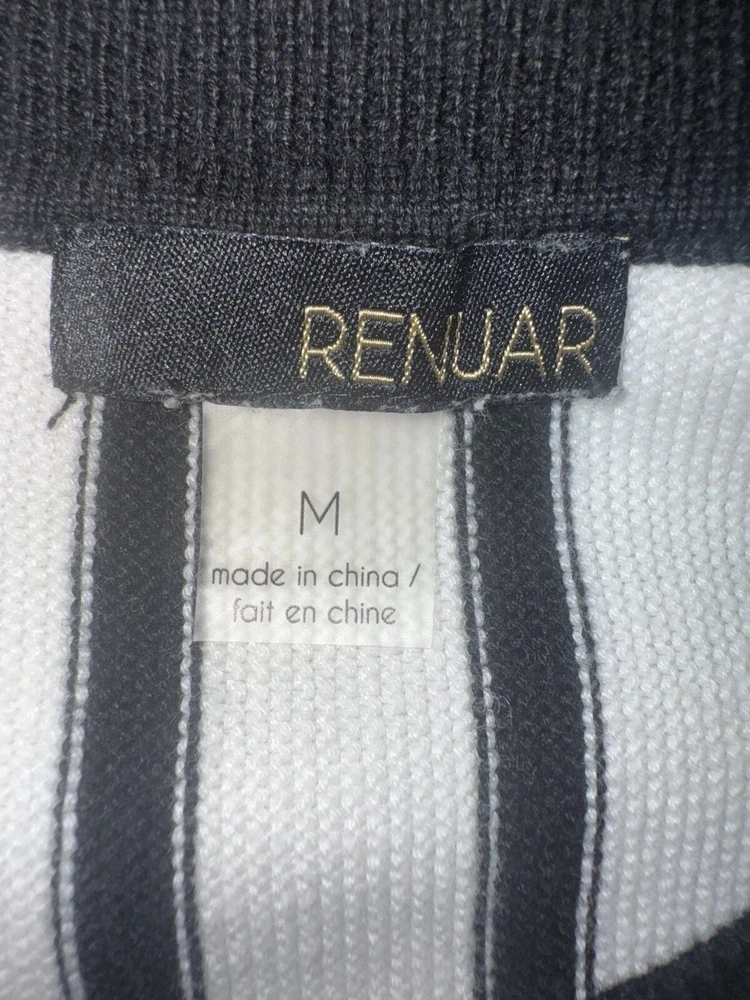 RENUAR
M
made in china /
fait en chine